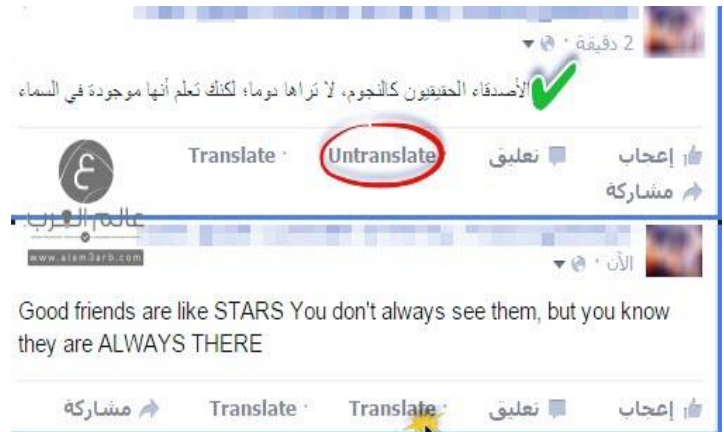 2 دقيقة ·
الأصدقاء الحقيقيون كالنجوم، لا تراها دوما؛ لكنك تعلم أنها موجودة في السماء
إعجاب تعليق Untranslate · Translate ·
مشاركة
ع
عالم العرب
www.alam3arb.com
الآن ·
Good friends are like STARS You don't always see them, but you know
they are ALWAYS THERE
إعجاب تعليق Translate · Translate · مشاركة